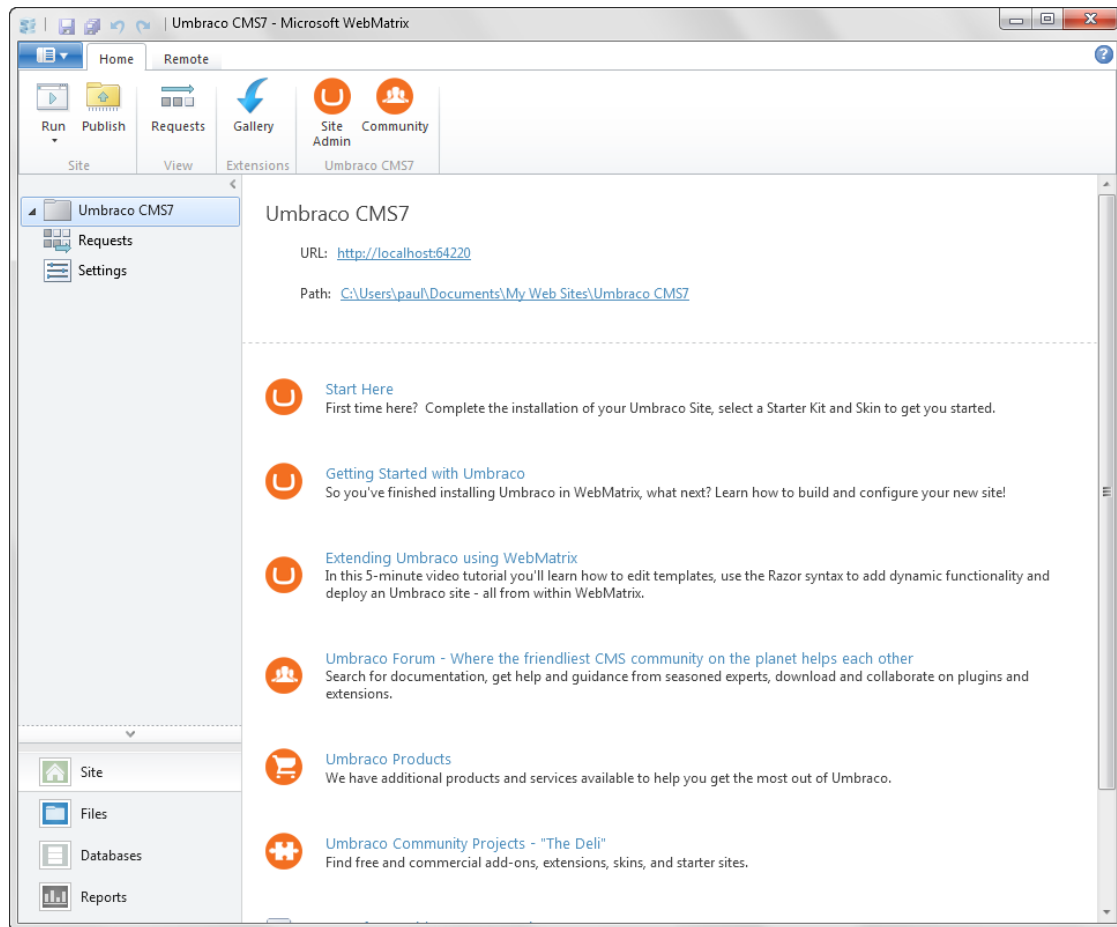 Umbraco CMS7 - Microsoft WebMatrix
Home Remote
Run Publish Requests Gallery Site Admin Community
Site View Extensions Umbraco CMS7
Umbraco CMS7
Requests
Settings
Site
Files
Databases
Reports
Umbraco CMS7
URL: http://localhost:64220
Path: C:\Users\paul\Documents\My Web Sites\Umbraco CMS7
Start Here
First time here?  Complete the installation of your Umbraco Site, select a Starter Kit and Skin to get you started.
Getting Started with Umbraco
So you've finished installing Umbraco in WebMatrix, what next? Learn how to build and configure your new site!
Extending Umbraco using WebMatrix
In this 5-minute video tutorial you'll learn how to edit templates, use the Razor syntax to add dynamic functionality and
deploy an Umbraco site - all from within WebMatrix.
Umbraco Forum - Where the friendliest CMS community on the planet helps each other
Search for documentation, get help and guidance from seasoned experts, download and collaborate on plugins and
extensions.
Umbraco Products
We have additional products and services available to help you get the most out of Umbraco.
Umbraco Community Projects - "The Deli"
Find free and commercial add-ons, extensions, skins, and starter sites.